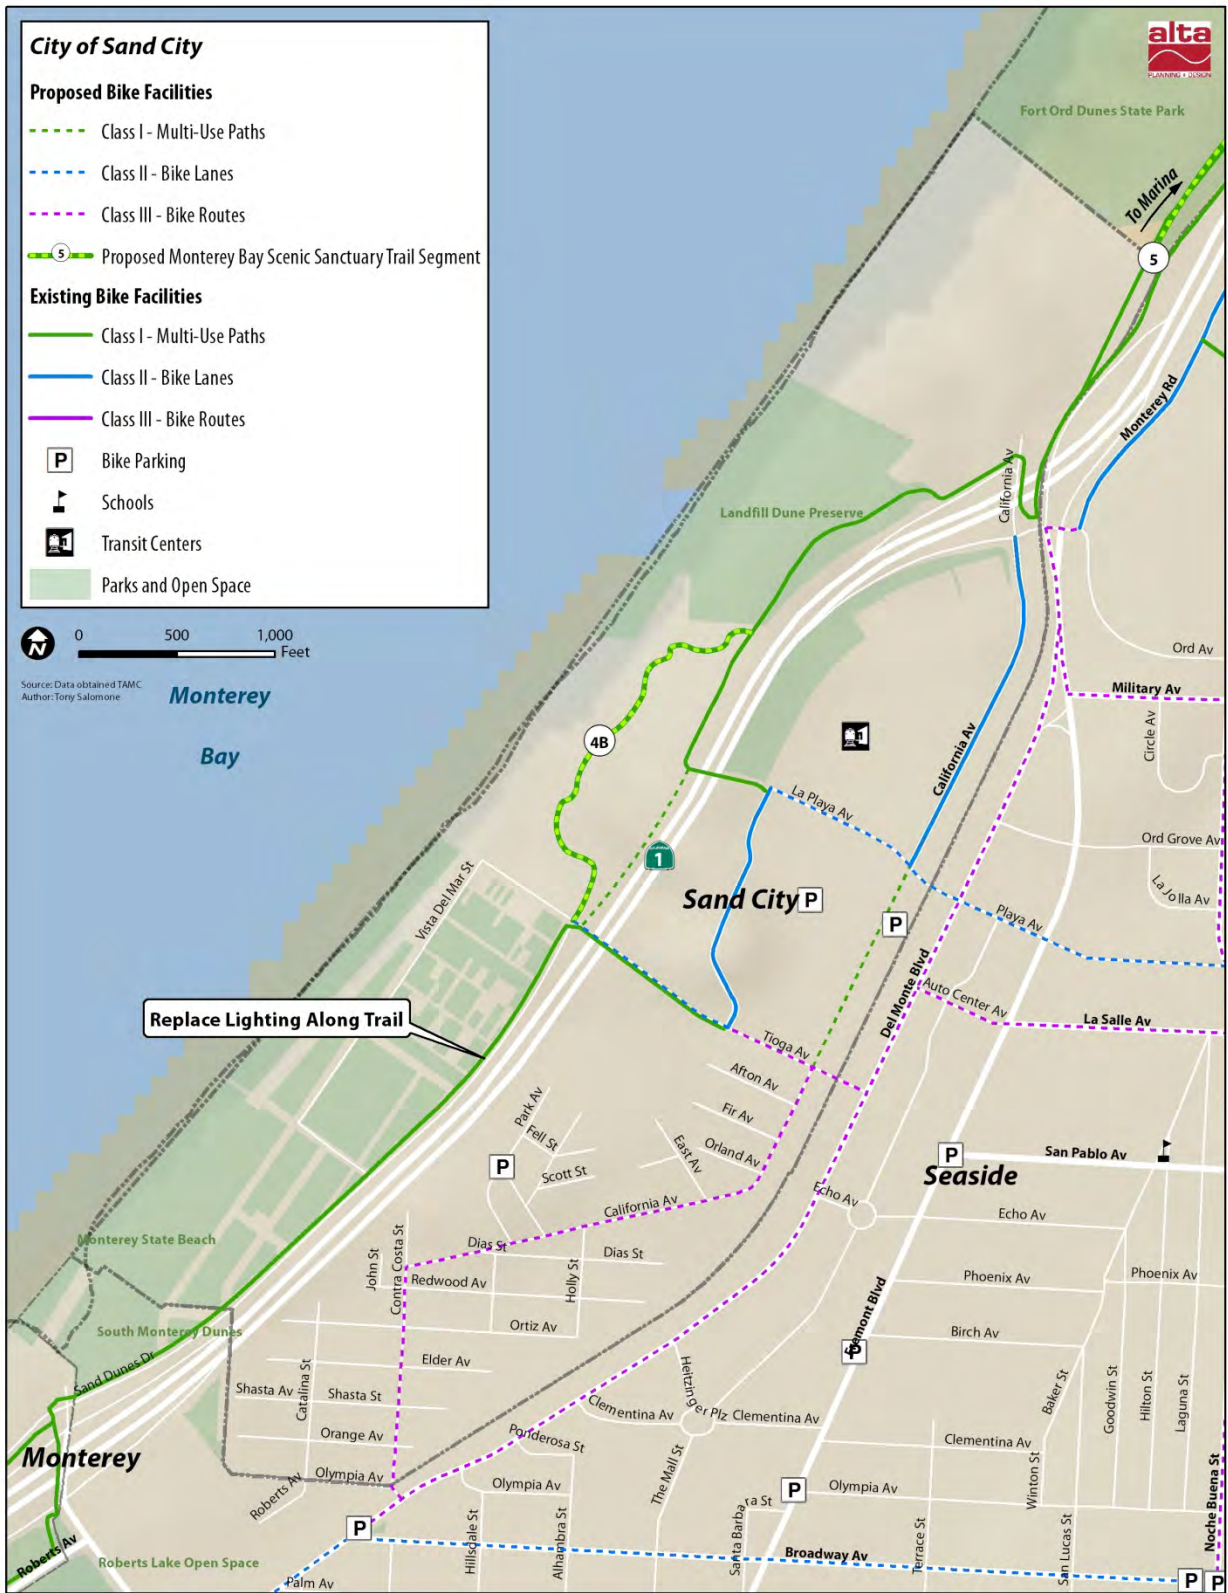 City of Sand City
Proposed Bike Facilities
Class I - Multi-Use Paths
Class II - Bike Lanes
Class III - Bike Routes
5 Proposed Monterey Bay Scenic Sanctuary Trail Segment
Existing Bike Facilities
Class I - Multi-Use Paths
Class II - Bike Lanes
Class III - Bike Routes
P Bike Parking
Schools
Transit Centers
Parks and Open Space
N
0 500 1,000
Feet
Source: Data obtained TAMC
Author: Tony Salomone
alta
PLANNING + DESIGN
Fort Ord Dunes State Park
To Marina
5
Monterey Rd
California Av
Landfill Dune Preserve
Ord Av
Military Av
Circle Av
Monterey
Bay
4B
California Av
La Playa Av
Ord Grove Av
La Jolla Av
1
Sand City
P
P
Playa Av
Vista Del Mar St
Del Monte Blvd
Auto Center Av
La Salle Av
Replace Lighting Along Trail
Tioga Av
Afton Av
Fir Av
Orland Av
East Av
Park Av
Fell St
Scott St
P
P
San Pablo Av
Seaside
California Av
Echo Av
Echo Av
Monterey State Beach
John St
Contra Costa St
Dias St
Dias St
Redwood Av
Holly St
Phoenix Av
Phoenix Av
South Monterey Dunes
Ortiz Av
Fremont Blvd
Birch Av
P
Sand Dunes Dr
Catalina St
Elder Av
Shasta Av
Shasta St
Heitzinger Plz
Baker St
Goodwin St
Hilton St
Laguna St
Clementina Av
Clementina Av
Orange Av
Ponderosa St
Clementina Av
Monterey
Olympia Av
Roberts Av
Olympia Av
The Mall St
P
Olympia Av
Winton St
Noche Buena St
Santa Barbara St
P
Hillsdale St
Alhambra St
Terrace St
San Lucas St
Roberts Av
Roberts Lake Open Space
Broadway Av
Palm Av
P
P